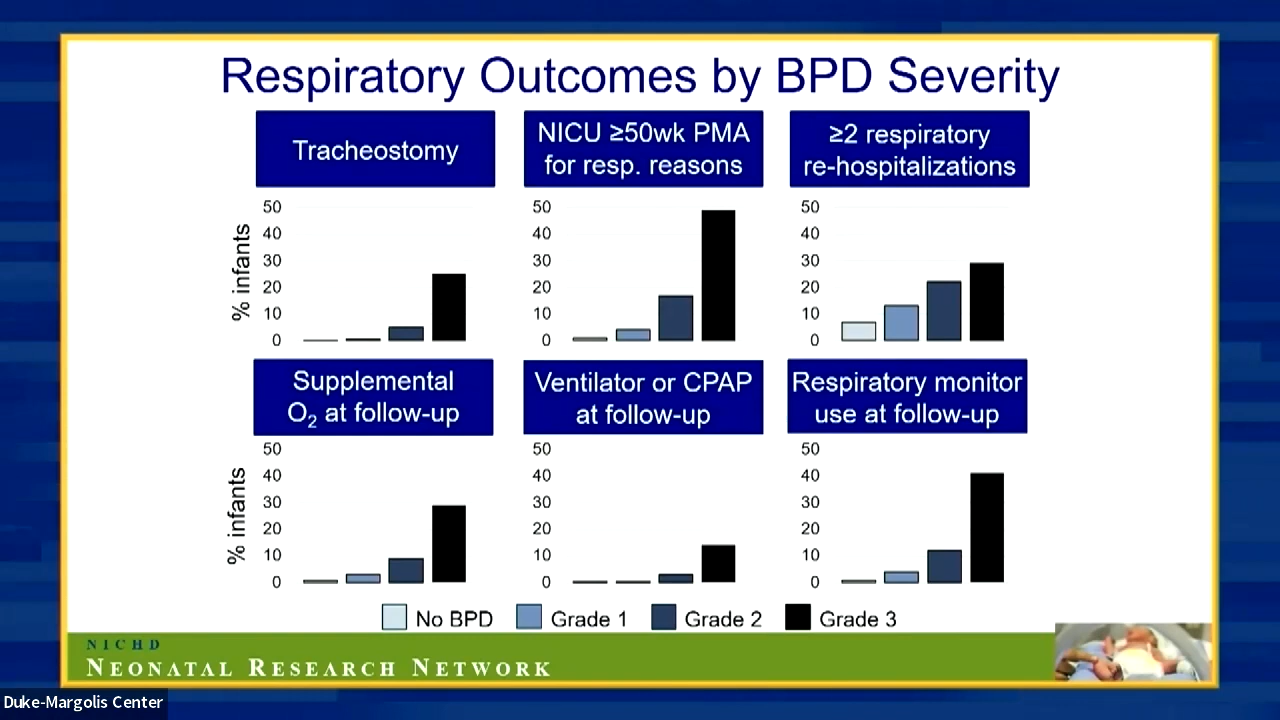 Respiratory Outcomes by BPD Severity
Tracheostomy
NICU ≥50wk PMA
for resp. reasons
≥2 respiratory
re-hospitalizations
% infants
50
40
30
20
10
0
50
40
30
20
10
0
50
40
30
20
10
0
Supplemental
O₂ at follow-up
Ventilator or CPAP
at follow-up
Respiratory monitor
use at follow-up
% infants
50
40
30
20
10
0
50
40
30
20
10
0
50
40
30
20
10
0
No BPD Grade 1 Grade 2 Grade 3
NICHD
NEONATAL RESEARCH NETWORK
Duke-Margolis Center